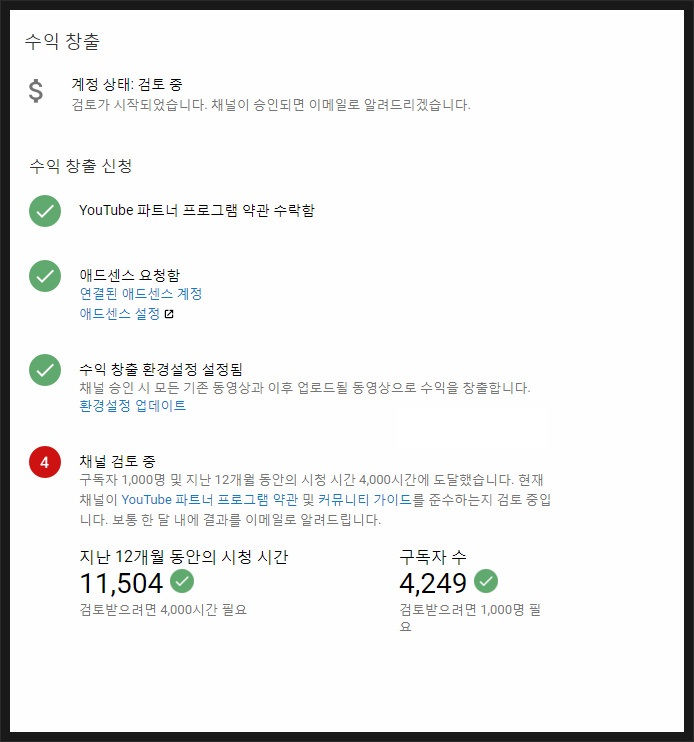 수익 창출
$
계정 상태: 검토 중
검토가 시작되었습니다. 채널이 승인되면 이메일로 알려드리겠습니다.
수익 창출 신청
YouTube 파트너 프로그램 약관 수락함
애드센스 요청함
연결된 애드센스 계정
애드센스 설정
수익 창출 환경설정 설정됨
채널 승인 시 모든 기존 동영상과 이후 업로드될 동영상으로 수익을 창출합니다.
환경설정 업데이트
4
채널 검토 중
구독자 1,000명 및 지난 12개월 동안의 시청 시간 4,000시간에 도달했습니다. 현재
채널이 YouTube 파트너 프로그램 약관 및 커뮤니티 가이드를 준수하는지 검토 중입
니다. 보통 한 달 내에 결과를 이메일로 알려드립니다.
지난 12개월 동안의 시청 시간
11,504
검토받으려면 4,000시간 필요
구독자 수
4,249
검토받으려면 1,000명 필
요